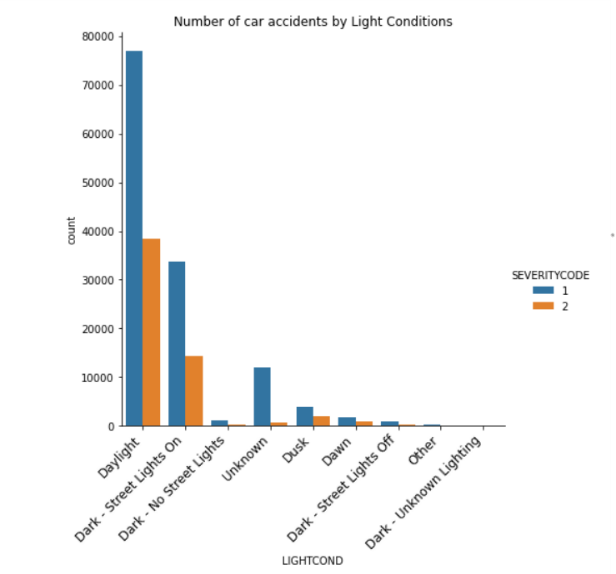 Number of car accidents by Light Conditions
80000
70000
60000
50000
40000
30000
20000
10000
0
count
SEVERITYCODE
1
2
Daylight
Dark - Street Lights On
Dark - No Street Lights
Unknown
Dusk
Dawn
Dark - Street Lights Off
Other
Dark - Unknown Lighting
LIGHTCOND